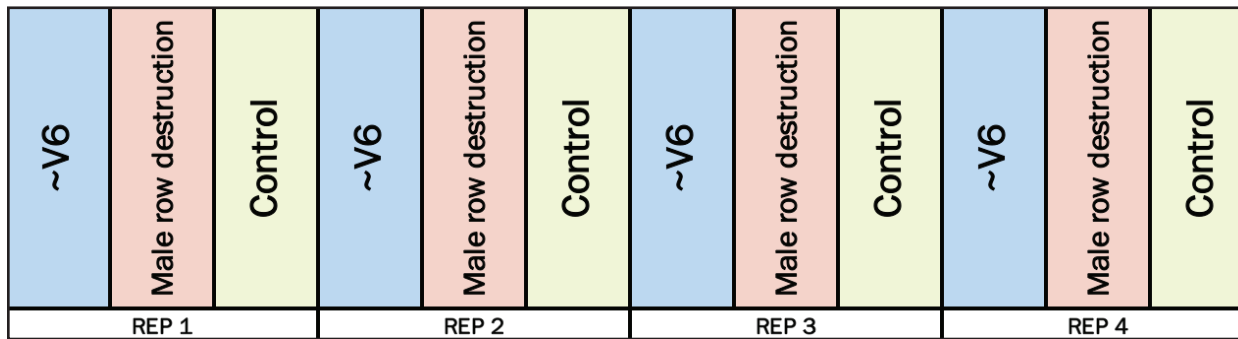 ~V6
Male row destruction
Control
~V6
Male row destruction
Control
~V6
Male row destruction
Control
~V6
Male row destruction
Control
REP 1
REP 2
REP 3
REP 4